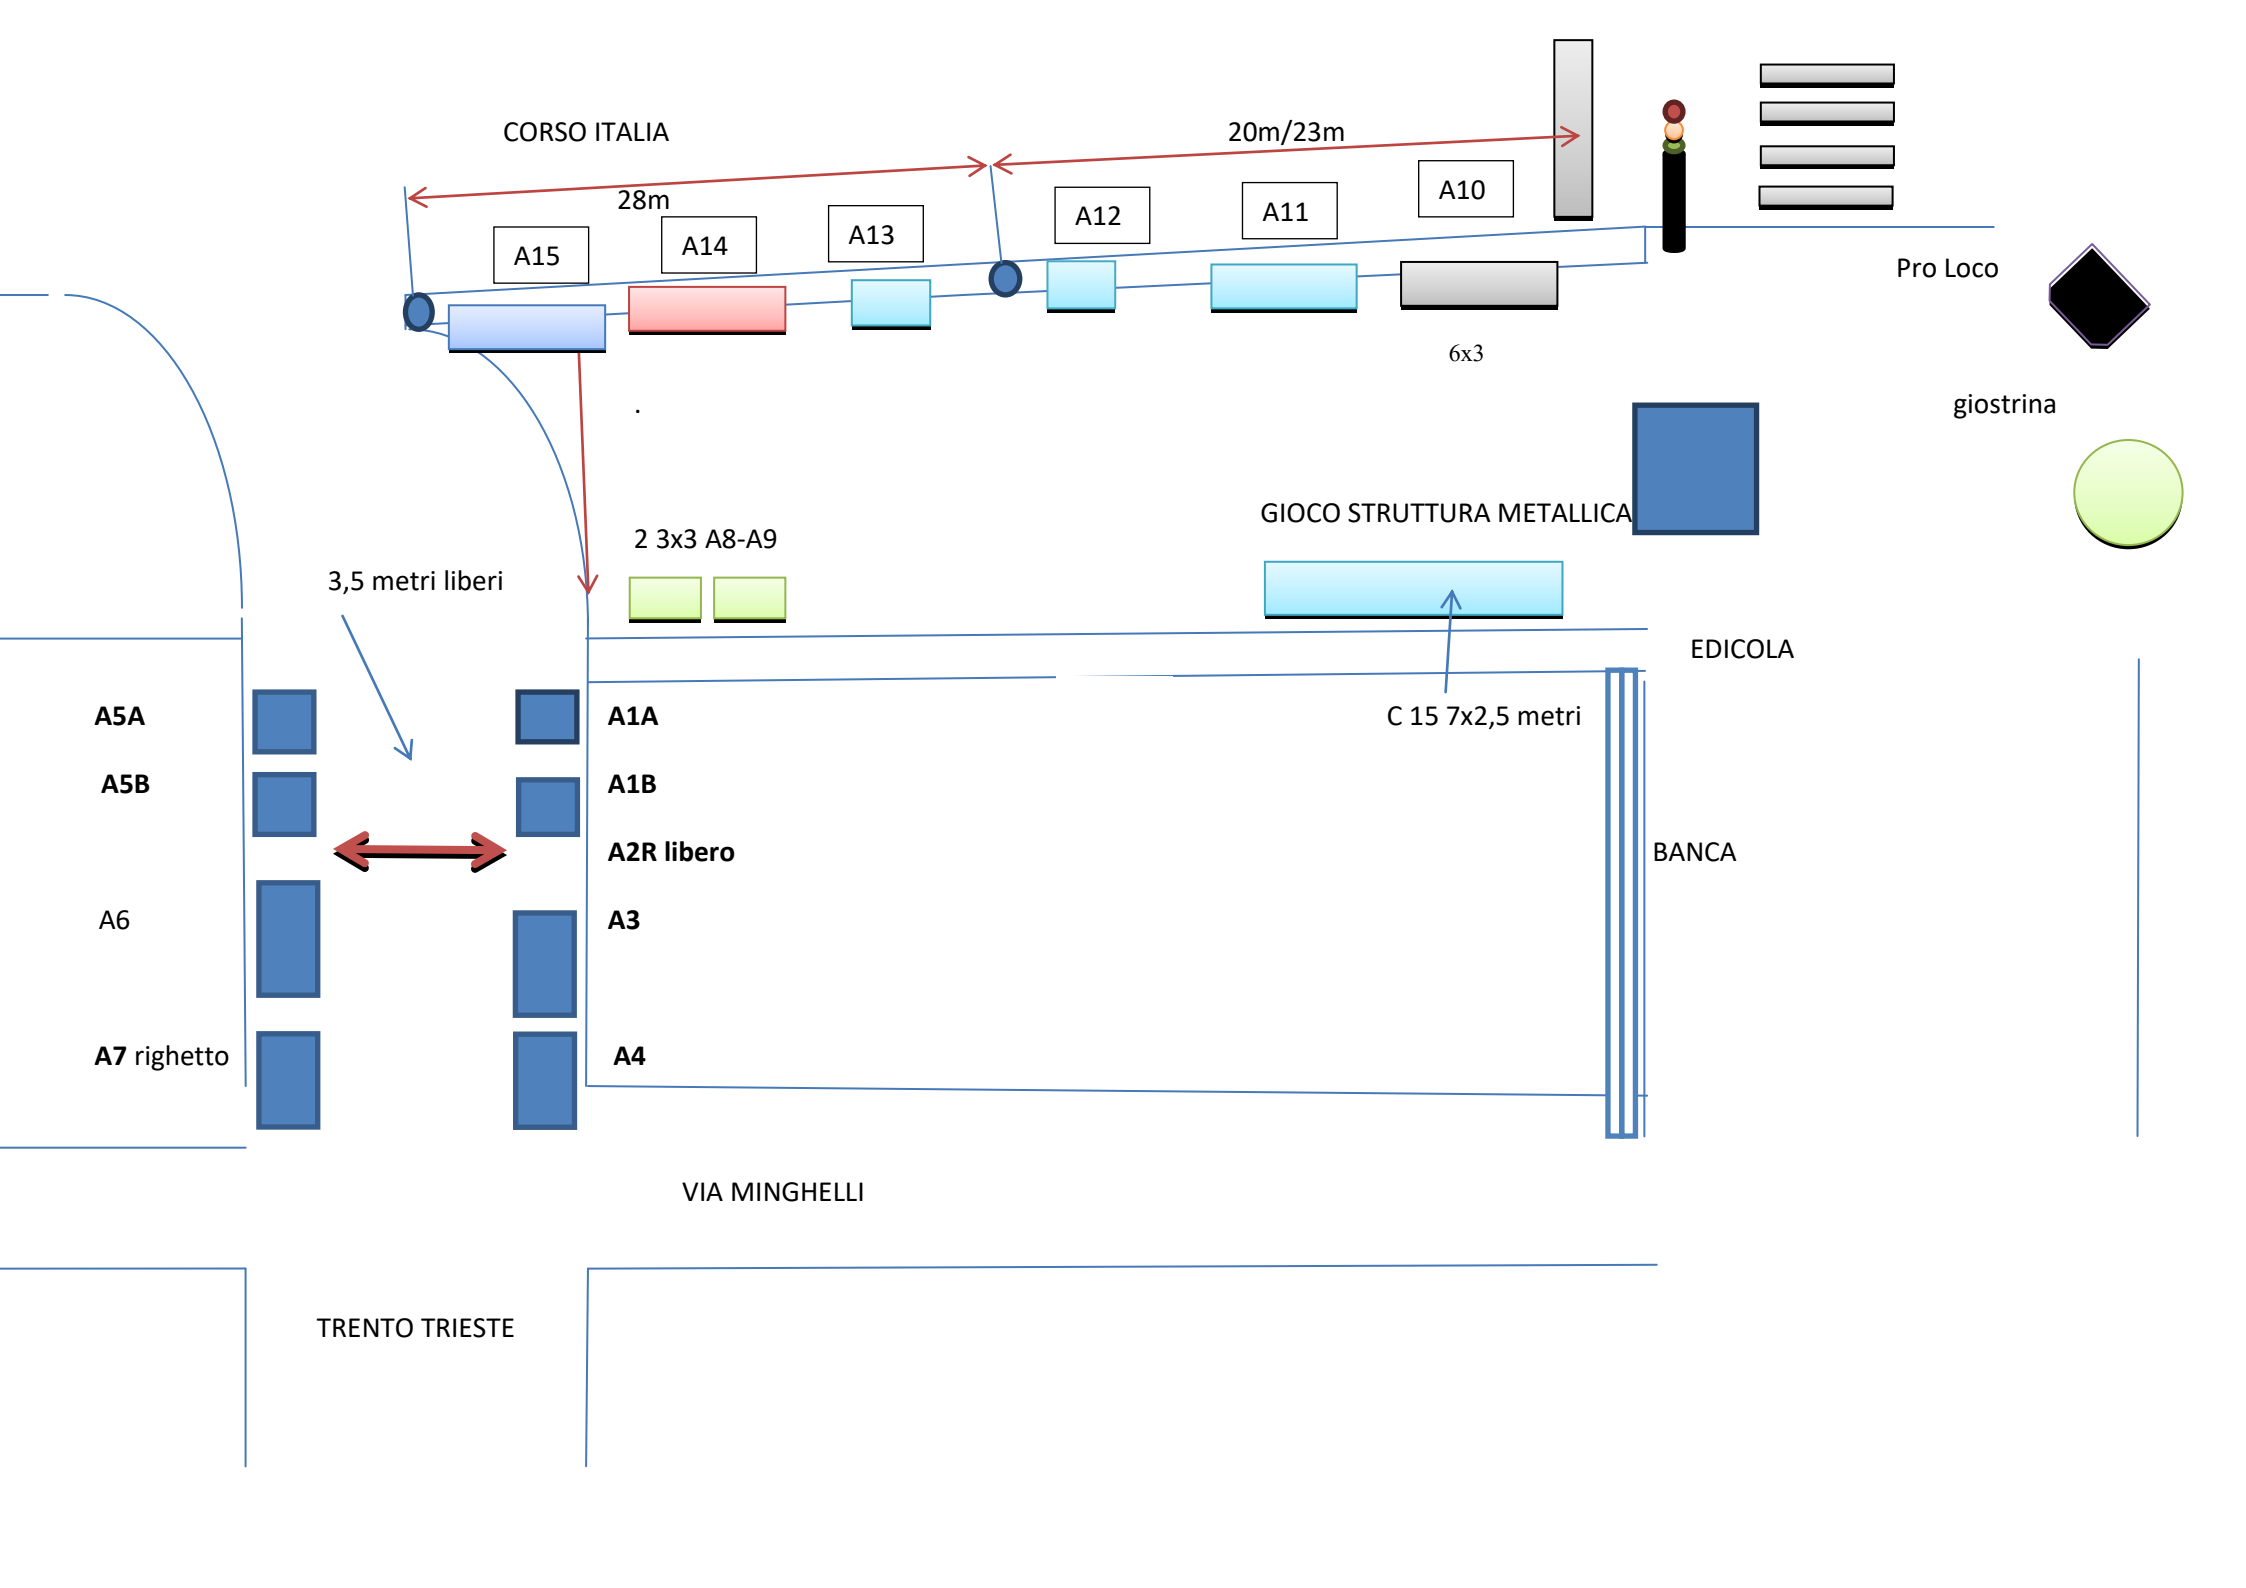 CORSO ITALIA
20m/23m
28m
A10
A11
A12
A13
A14
A15
Pro Loco
6x3
giostrina
.
GIOCO STRUTTURA METALLICA
2 3x3 A8-A9
3,5 metri liberi
EDICOLA
A5A
A1A
C 15 7x2,5 metri
A5B
A1B
A2R libero
BANCA
A6
A3
A7 righetto
A4
VIA MINGHELLI
TRENTO TRIESTE